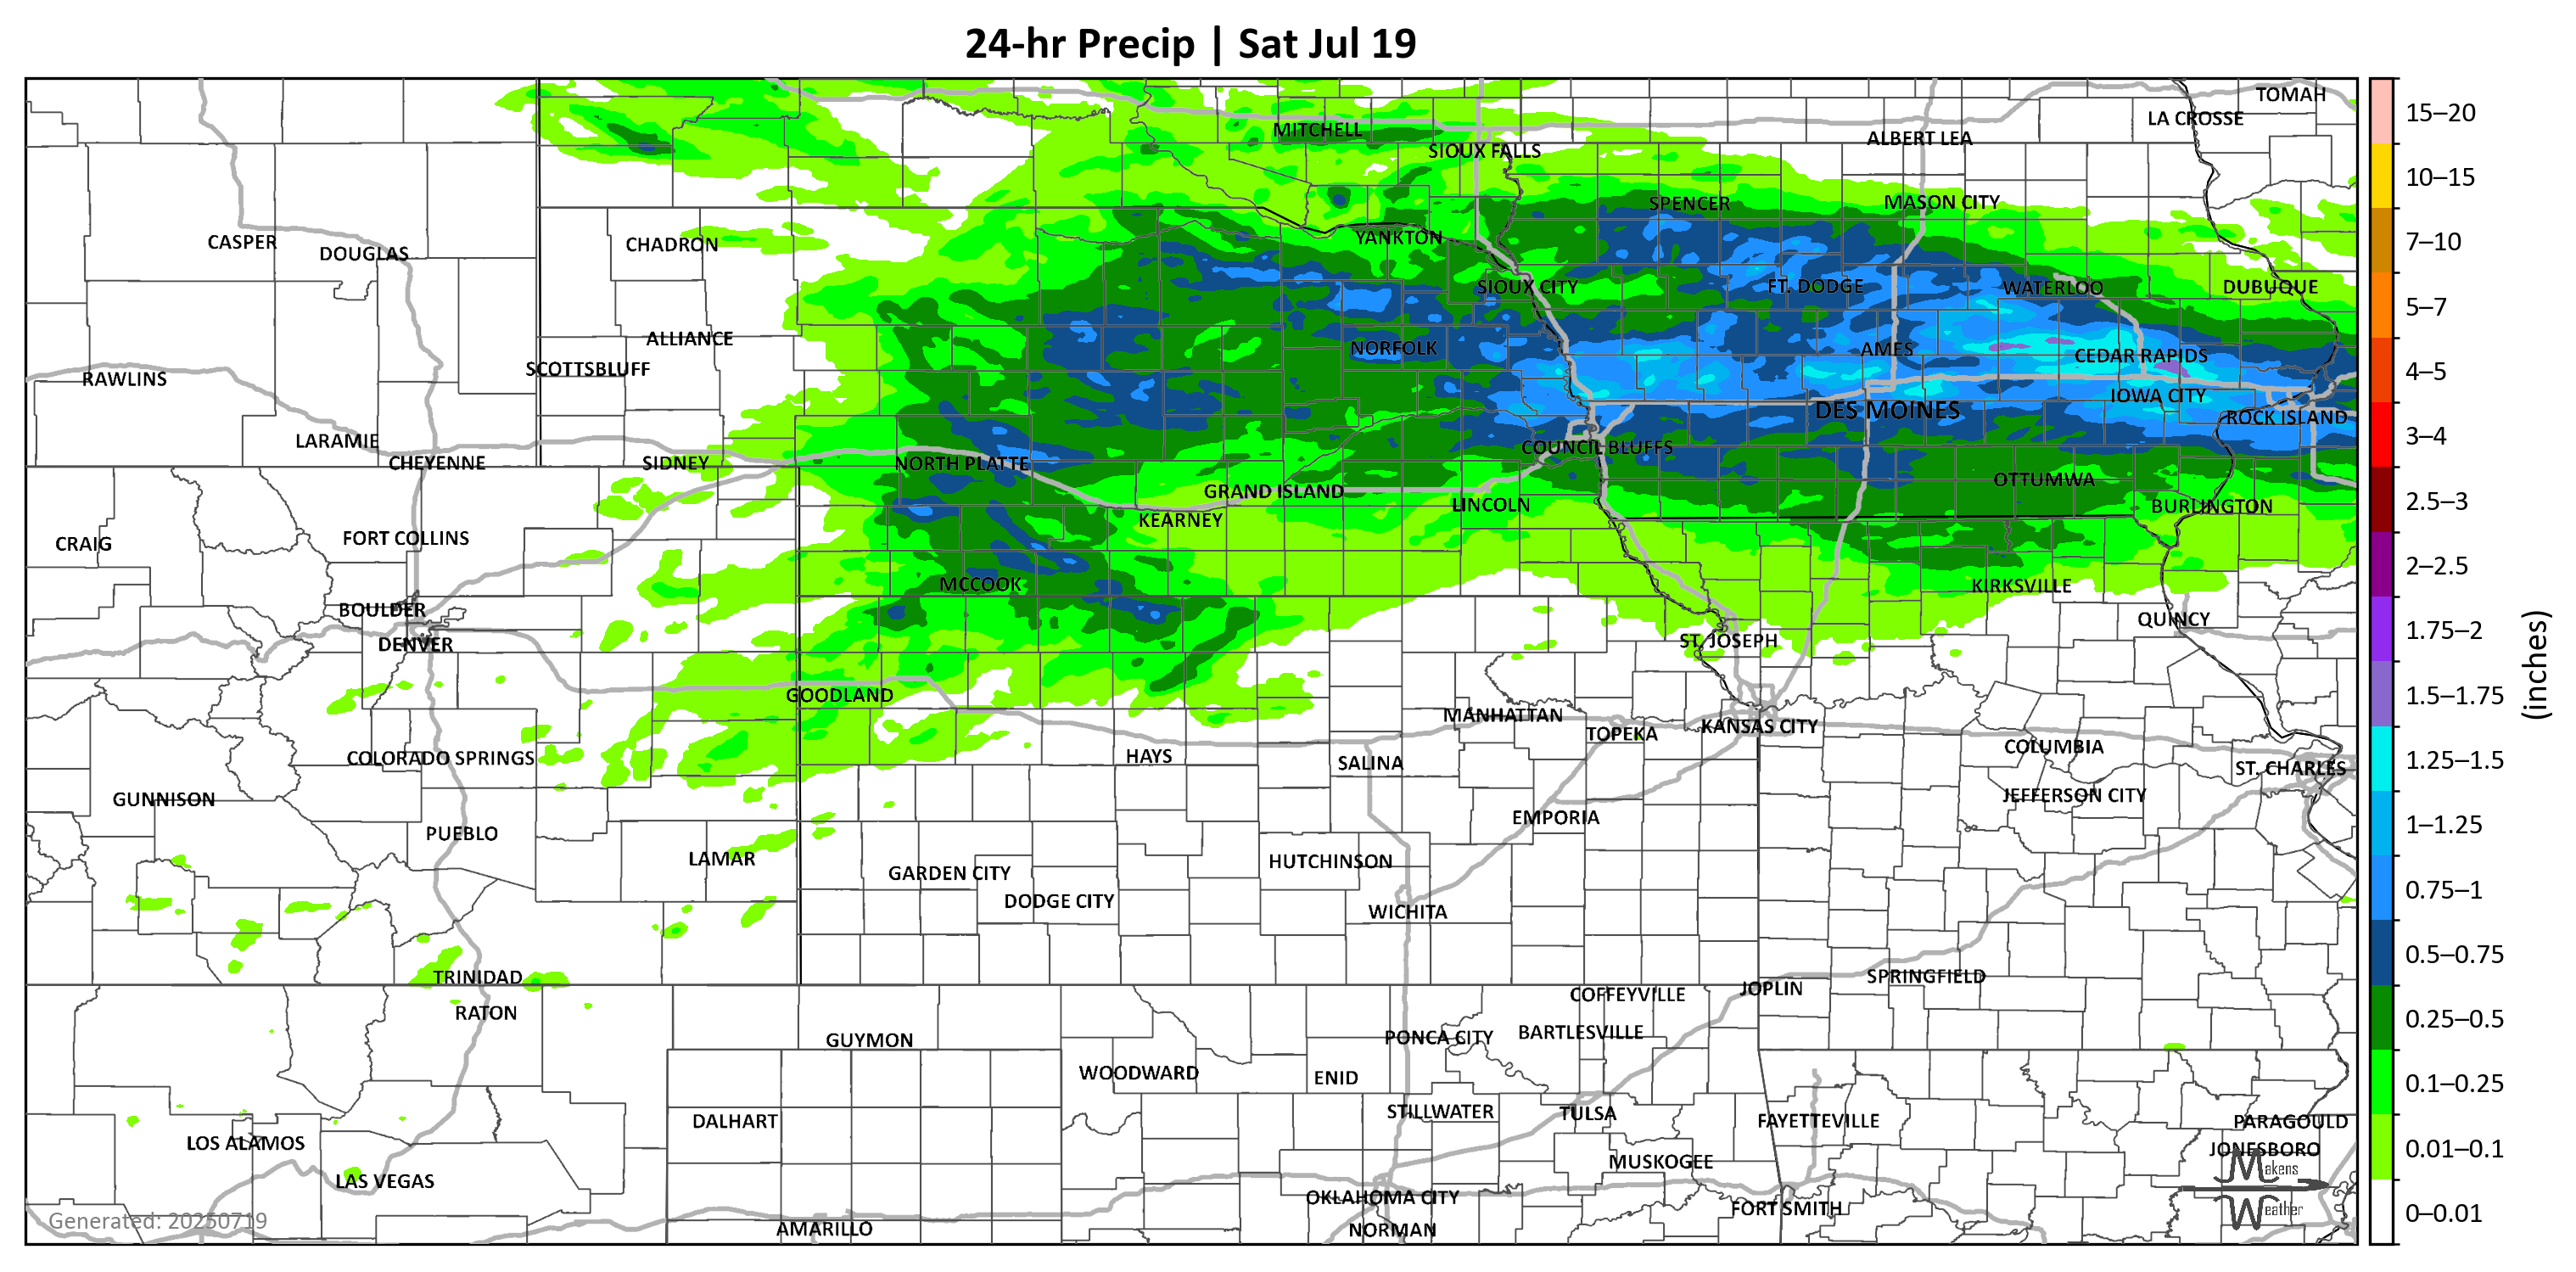 24-hr Precip | Sat Jul 19
TOMAH
LA CROSSE
MITCHELL
ALBERT LEA
SIOUX FALLS
SPENCER
MASON CITY
CASPER
DOUGLAS
CHADRON
YANKTON
SIOUX CITY
FT. DODGE
WATERLOO
DUBUQUE
ALLIANCE
NORFOLK
AMES
CEDAR RAPIDS
RAWLINS
SCOTTSBLUFF
IOWA CITY
DES MOINES
ROCK ISLAND
LARAMIE
COUNCIL BLUFFS
CHEYENNE
SIDNEY
NORTH PLATTE
OTTUMWA
GRAND ISLAND
LINCOLN
BURLINGTON
KEARNEY
CRAIG
FORT COLLINS
MCCOOK
KIRKSVILLE
BOULDER
QUINCY
DENVER
ST. JOSEPH
GOODLAND
MANHATTAN
TOPEKA
KANSAS CITY
COLORADO SPRINGS
HAYS
SALINA
COLUMBIA
ST. CHARLES
GUNNISON
JEFFERSON CITY
PUEBLO
EMPORIA
LAMAR
GARDEN CITY
HUTCHINSON
DODGE CITY
WICHITA
TRINIDAD
SPRINGFIELD
RATON
COFFEYVILLE
JOPLIN
GUYMON
PONCA CITY
BARTLESVILLE
WOODWARD
ENID
DALHART
STILLWATER
TULSA
FAYETTEVILLE
PARAGOULD
LOS ALAMOS
JONESBORO
LAS VEGAS
MUSKOGEE
OKLAHOMA CITY
FORT SMITH
AMARILLO
NORMAN
Generated: 20250719
Makens
Weather
15–20
10–15
7–10
5–7
4–5
3–4
2.5–3
2–2.5
1.75–2
1.5–1.75
1.25–1.5
1–1.25
0.75–1
0.5–0.75
0.25–0.5
0.1–0.25
0.01–0.1
0–0.01
(inches)